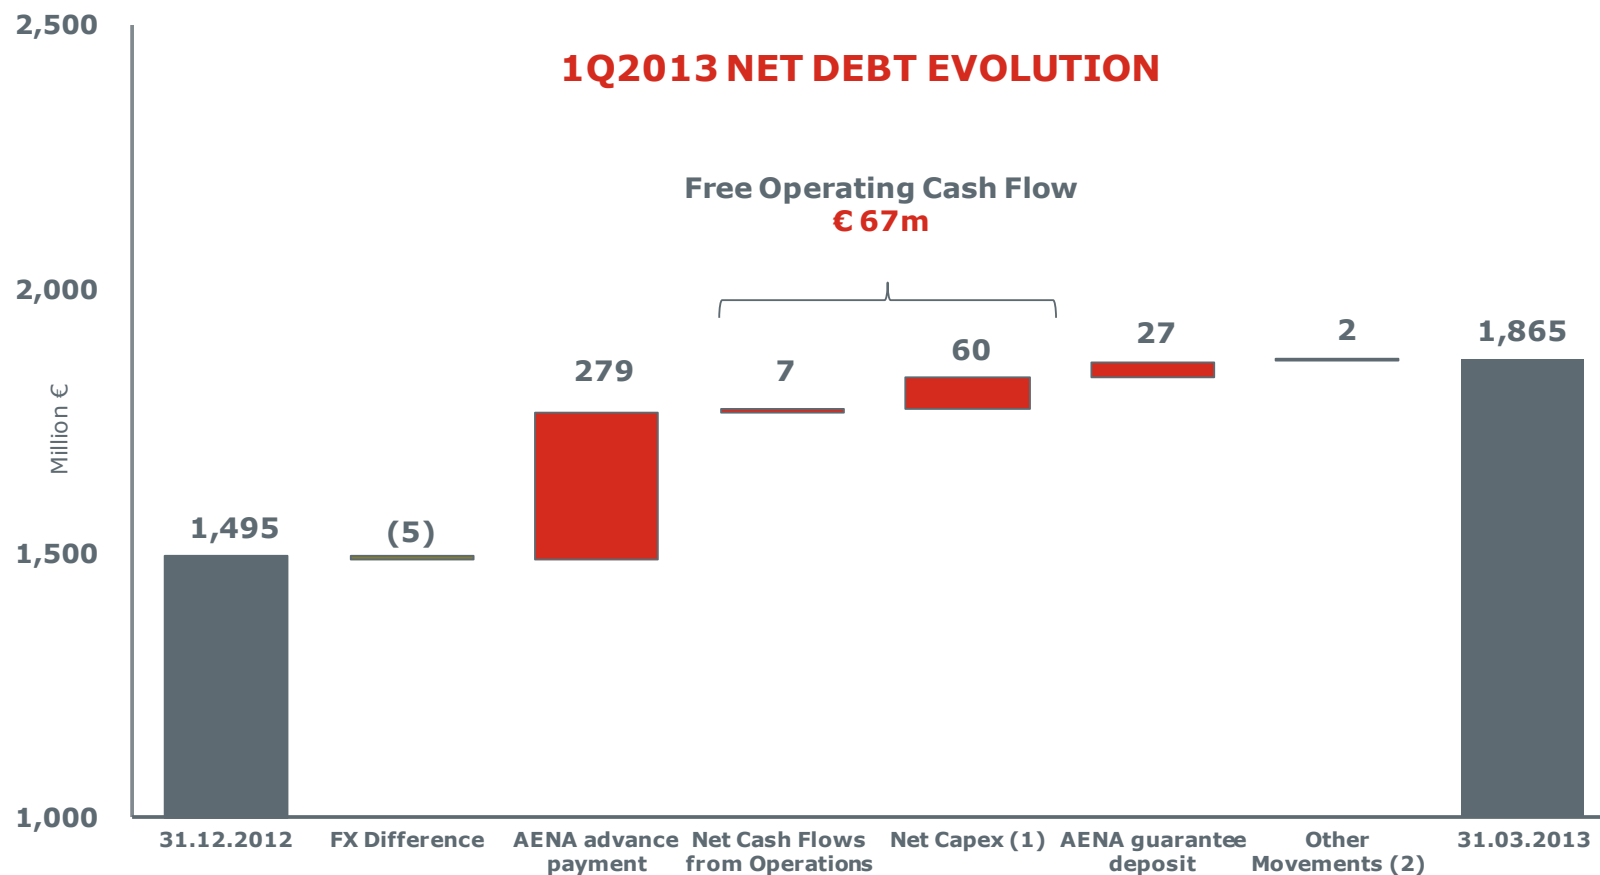 1Q2013 NET DEBT EVOLUTION
Free Operating Cash Flow
€ 67m
2,500
2,000
1,500
1,000
Million €
1,495
(5)
279
7
60
27
2
1,865
31.12.2012
FX Difference
AENA advance
payment
Net Cash Flows
from Operations
Net Capex (1)
AENA guarantee
deposit
Other
Movements (2)
31.03.2013